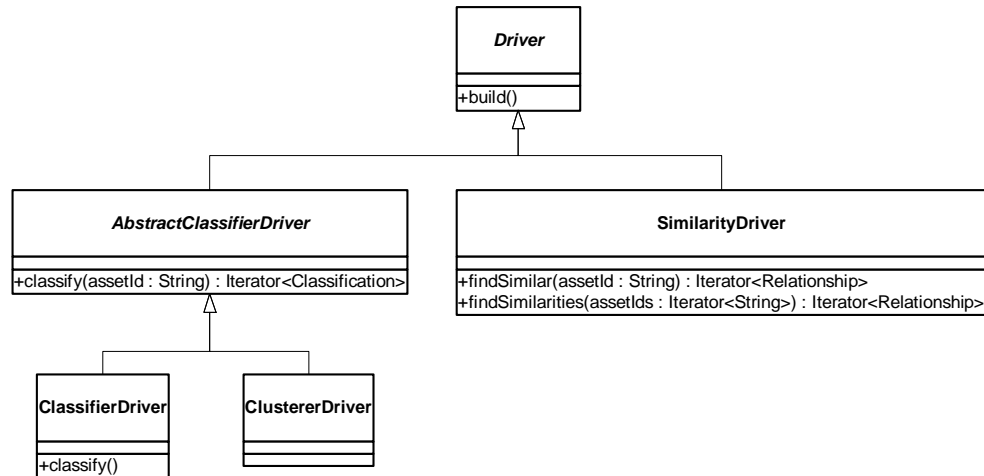 Driver
+build()
AbstractClassifierDriver
+classify(assetId : String) : Iterator<Classification>
SimilarityDriver
+findSimilar(assetId : String) : Iterator<Relationship>
+findSimilarities(assetIds : Iterator<String>) : Iterator<Relationship>
ClassifierDriver
+classify()
ClustererDriver